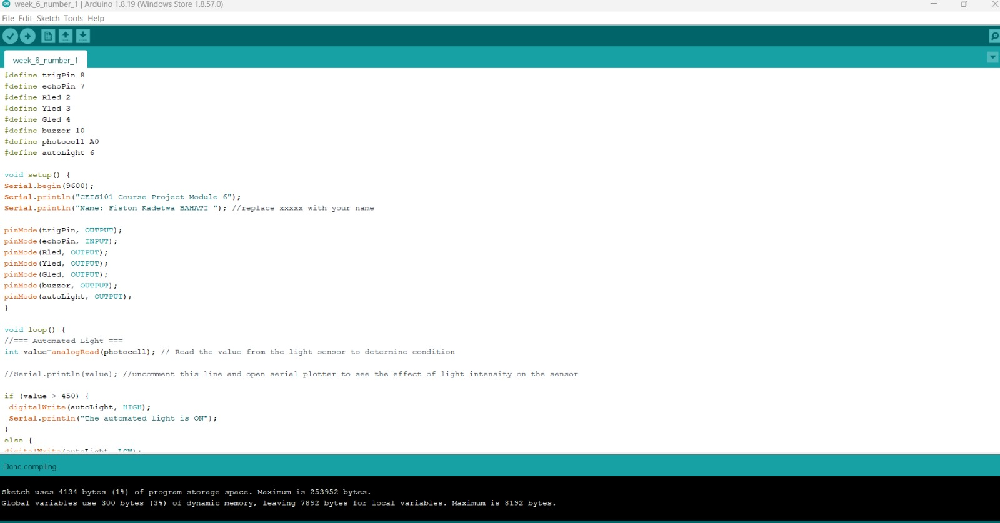 week_6_number_1 | Arduino 1.8.19 (Windows Store 1.8.57.0)
File Edit Sketch Tools Help
week_6_number_1
#define trigPin 8
#define echoPin 7
#define Rled 2
#define Yled 3
#define Gled 4
#define buzzer 10
#define photocell A0
#define autoLight 6
void setup() {
Serial.begin(9600);
Serial.println("CEIS101 Course Project Module 6");
Serial.println("Name: Fiston Kadetwa BAHATI "); //replace xxxxx with your name
pinMode(trigPin, OUTPUT);
pinMode(echoPin, INPUT);
pinMode(Rled, OUTPUT);
pinMode(Yled, OUTPUT);
pinMode(Gled, OUTPUT);
pinMode(buzzer, OUTPUT);
pinMode(autoLight, OUTPUT);
}
void loop() {
//=== Automated Light ===
int value=analogRead(photocell); // Read the value from the light sensor to determine condition
//Serial.println(value); //uncomment this line and open serial plotter to see the effect of light intensity on the sensor
if (value > 450) {
digitalWrite(autoLight, HIGH);
Serial.println("The automated light is ON");
}
else {
digitalWrite(autoLight, LOW);
Done compiling.
Sketch uses 4134 bytes (1%) of program storage space. Maximum is 253952 bytes.
Global variables use 300 bytes (3%) of dynamic memory, leaving 7892 bytes for local variables. Maximum is 8192 bytes.